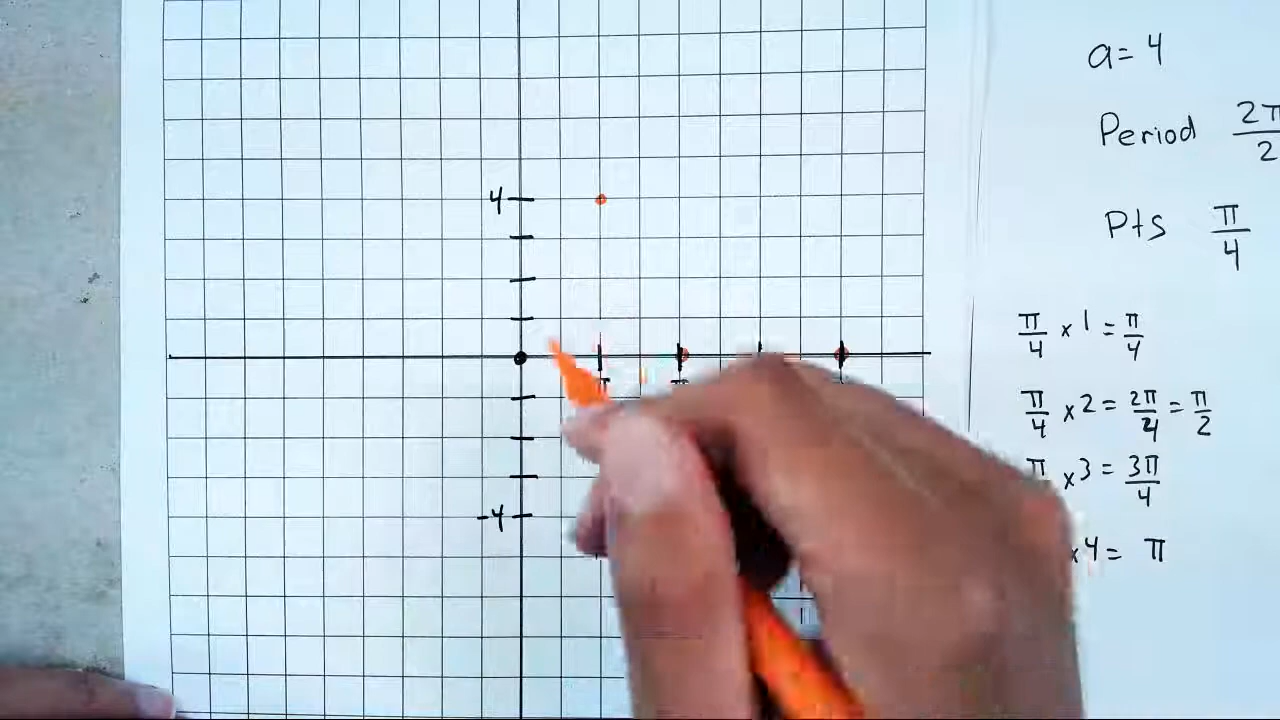 a = 4
Period 2π/2
Pts π/4
4
π/4 x 1 = π/4
π/4 x 2 = 2π/4 = π/2
x 3 = 3π/4
-4
x 4 = π